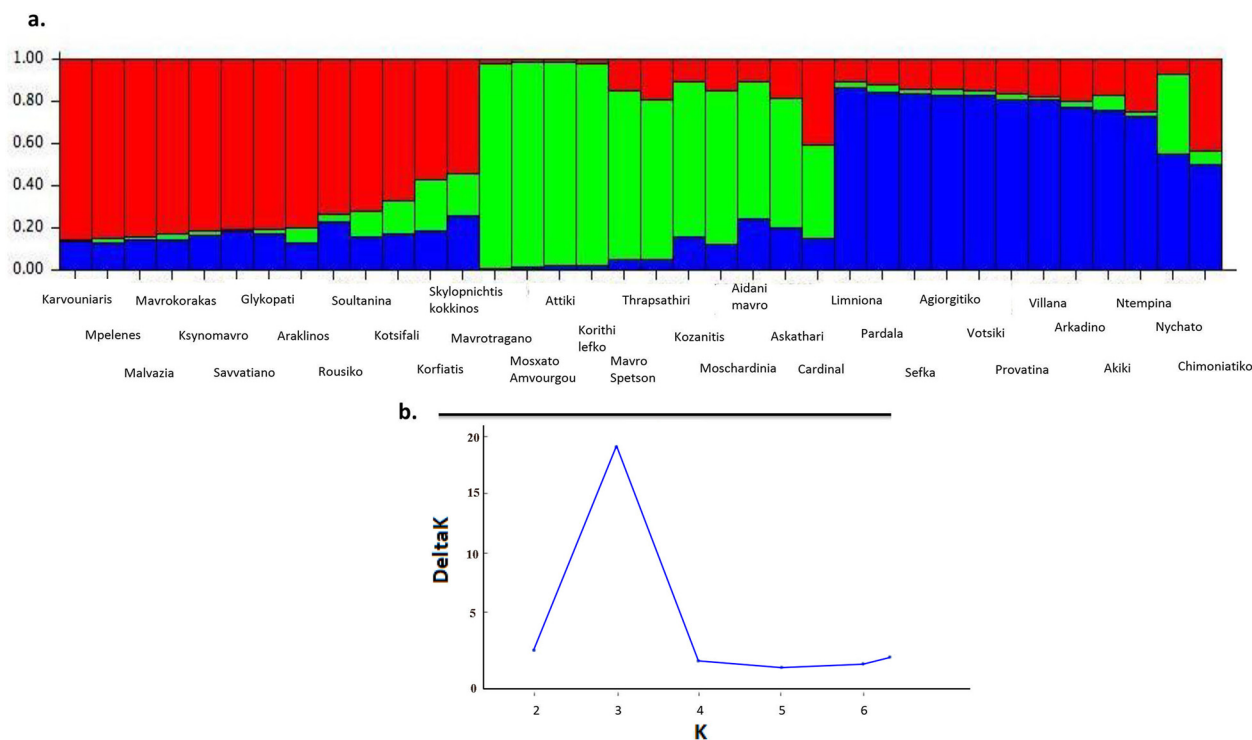 a.
1.00
0.80
0.60
0.40
0.20
0.00
Karvouniaris
Mpelenes
Malvazia
Mavrokorakas
Ksynomavro
Savvatiano
Glykopati
Araklinos
Rousiko
Soultanina
Kotsifali
Korfiatis
Skylopnichtis
kokkinos
Mavrotragano
Mosxato
Amvourgou
Attiki
Korithi
lefko
Mavro
Spetson
Thrapsathiri
Kozanitis
Moschardinia
Aidani
mavro
Askathari
Cardinal
Limniona
Pardala
Sefka
Agiorgitiko
Votsiki
Provatina
Villana
Arkadino
Akiki
Ntempina
Nychato
Chimoniatiko
b.
20
15
10
5
0
DeltaK
2 3 4 5 6
K